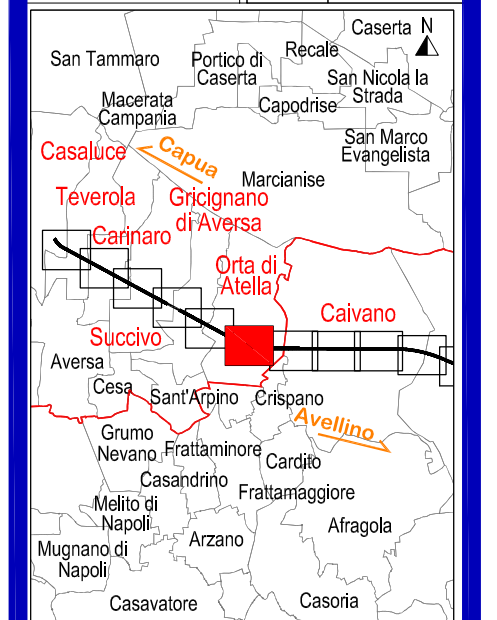 Caserta
N
San Tammaro
Portico di
Caserta
Recale
San Nicola la
Strada
Macerata
Campania
Capodrise
San Marco
Evangelista
Casaluce
Capua
Marcianise
Teverola
Gricignano
di Aversa
Carinaro
Orta di
Atella
Caivano
Succivo
Aversa
Cesa
Sant'Arpino
Crispano
Avellino
Grumo
Nevano
Frattaminore
Cardito
Casandrino
Frattamaggiore
Melito di
Napoli
Afragola
Arzano
Mugnano di
Napoli
Casavatore
Casoria